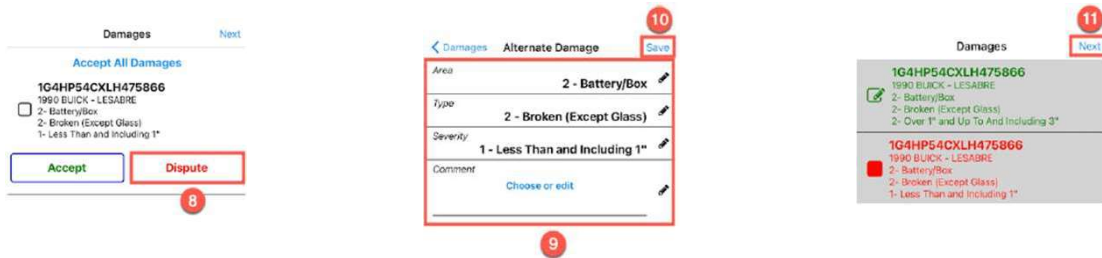 Damages Next
Accept All Damages
1G4HP54CXLH475866
1990 BUICK - LESABRE
2- Battery/Box
2- Broken (Except Glass)
1- Less Than and Including 1"
Accept Dispute
8
10
Damages Alternate Damage Save
Area
2 - Battery/Box
Type
2 - Broken (Except Glass)
Severity
1 - Less Than and Including 1"
Comment
Choose or edit
9
11
Damages Next
1G4HP54CXLH475866
1990 BUICK - LESABRE
2- Battery/Box
2- Broken (Except Glass)
2- Over 1" and Up To And Including 3"
1G4HP54CXLH475866
1990 BUICK - LESABRE
2- Battery/Box
2- Broken (Except Glass)
1- Less Than and Including 1"